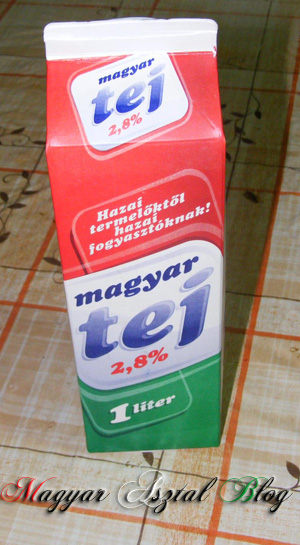 magyar
tej
2,8%
Hazai
termelőktől
hazai
fogyasztóknak!
magyar
tej
2,8%
1 liter
Magyar Asztal Blog